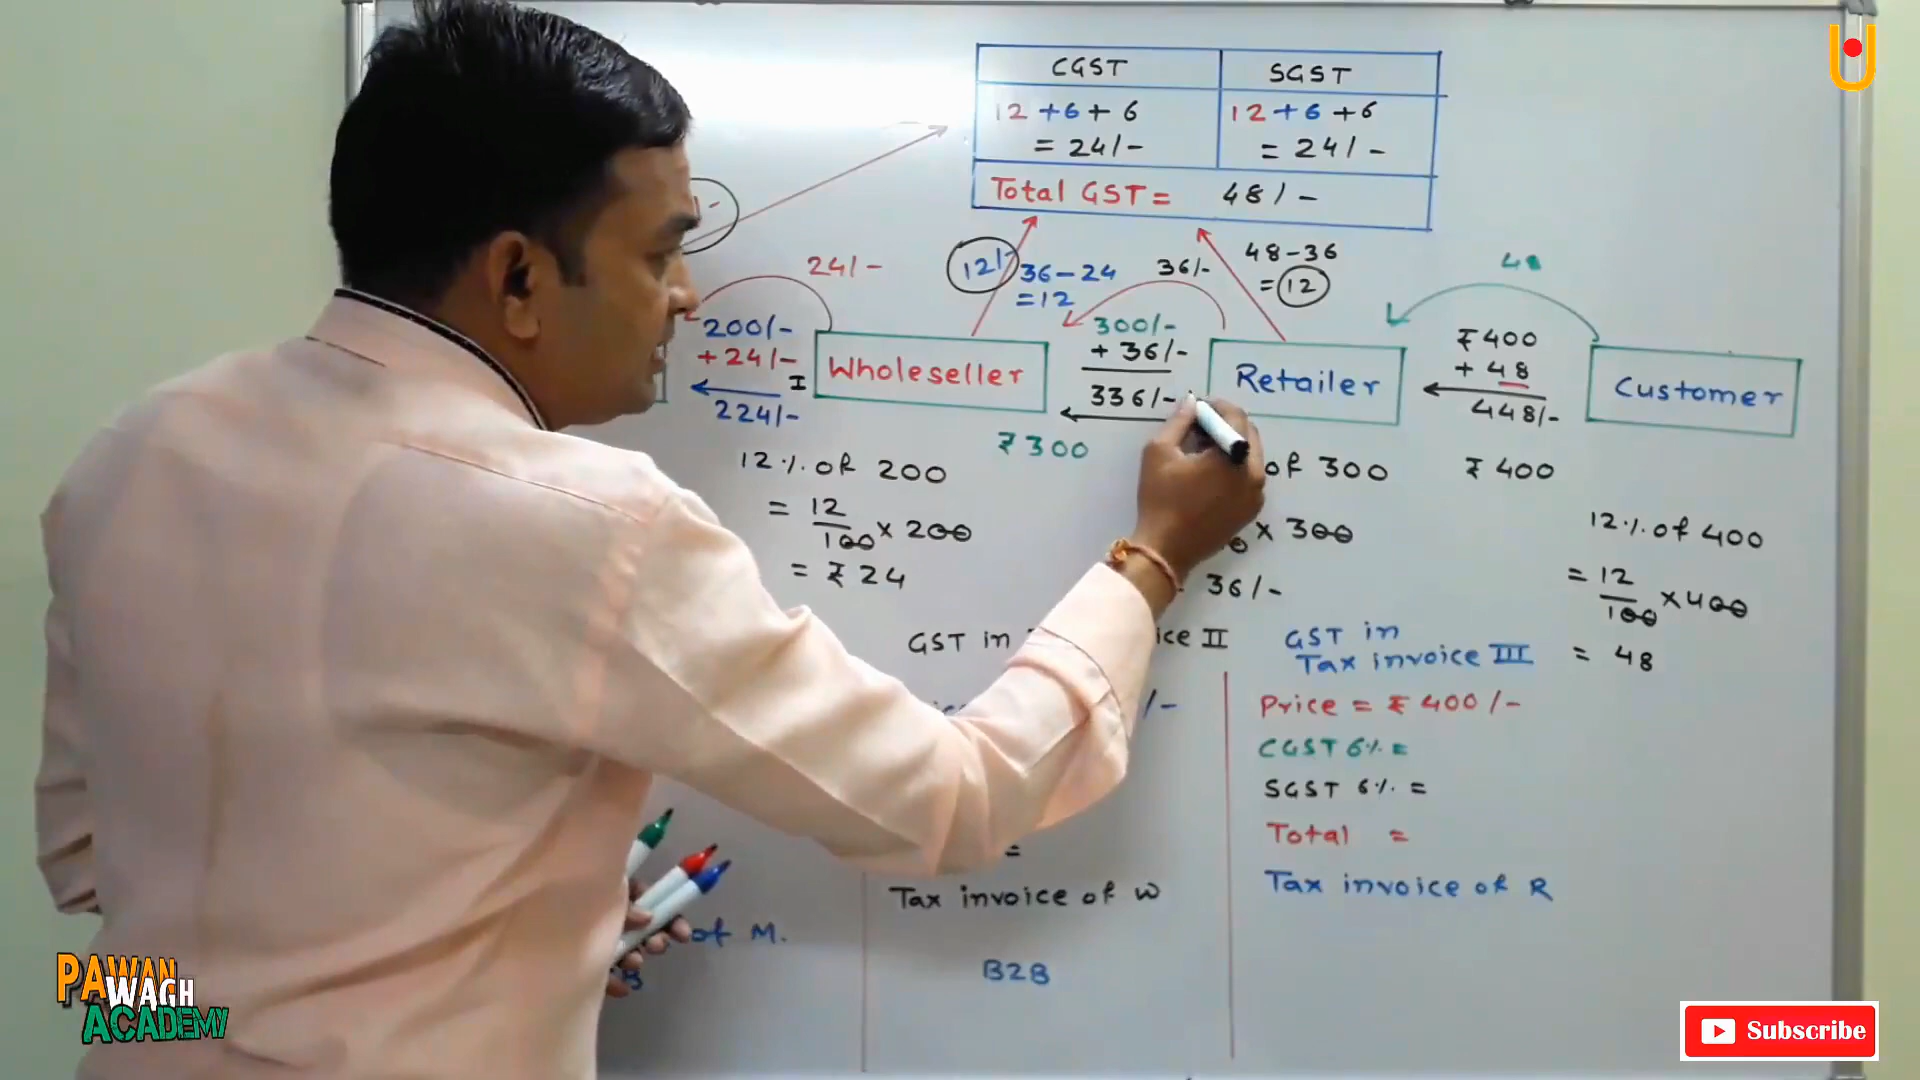 CGST
SGST
12 + 6 + 6
= 24/-
12 + 6 + 6
= 24/-
Total GST = 48/-
24/-
12/-
36 - 24
= 12
36/-
48 - 36
= 12
48
200/-
+ 24/-
224/-
I
Wholeseller
300/-
+ 36/-
336/-
Retailer
₹400
+ 48
448/-
Customer
₹300
₹400
12 % of 200
= 12/100 × 200
= ₹24
of 300
× 300
36/-
12 % of 400
= 12/100 × 400
= 48
GST in
II
GST in
Tax invoice III
Price = ₹400/-
CGST 6% =
SGST 6% =
Total =
Tax invoice of R
/-
=
Tax invoice of W
B2B
of M.
PAWAN
WAGH
ACADEMY
Subscribe